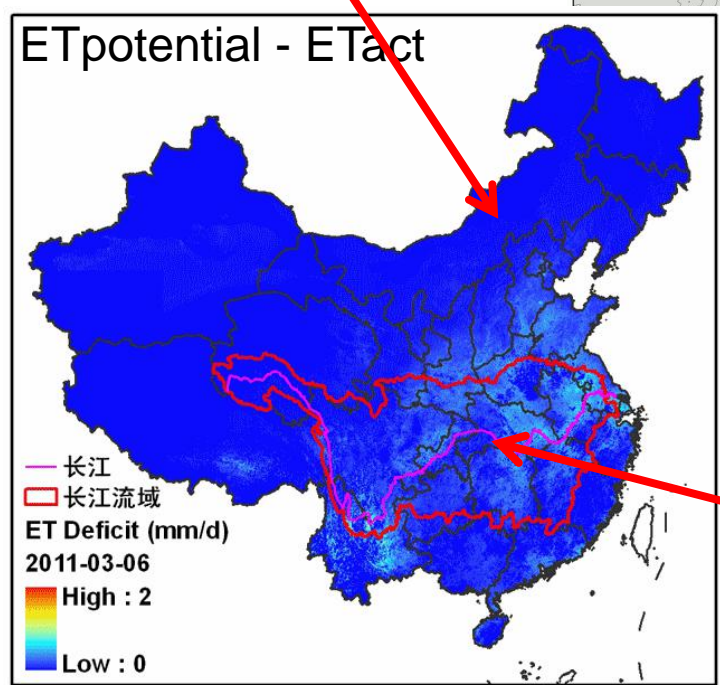 ETpotential - ETact
长江
长江流域
ET Deficit (mm/d)
2011-03-06
High : 2
Low : 0